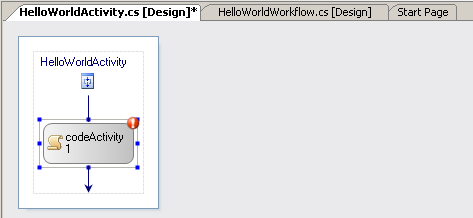 HelloWorldActivity.cs [Design]* HelloWorldWorkflow.cs [Design] Start Page
HelloWorldActivity
codeActivity
1